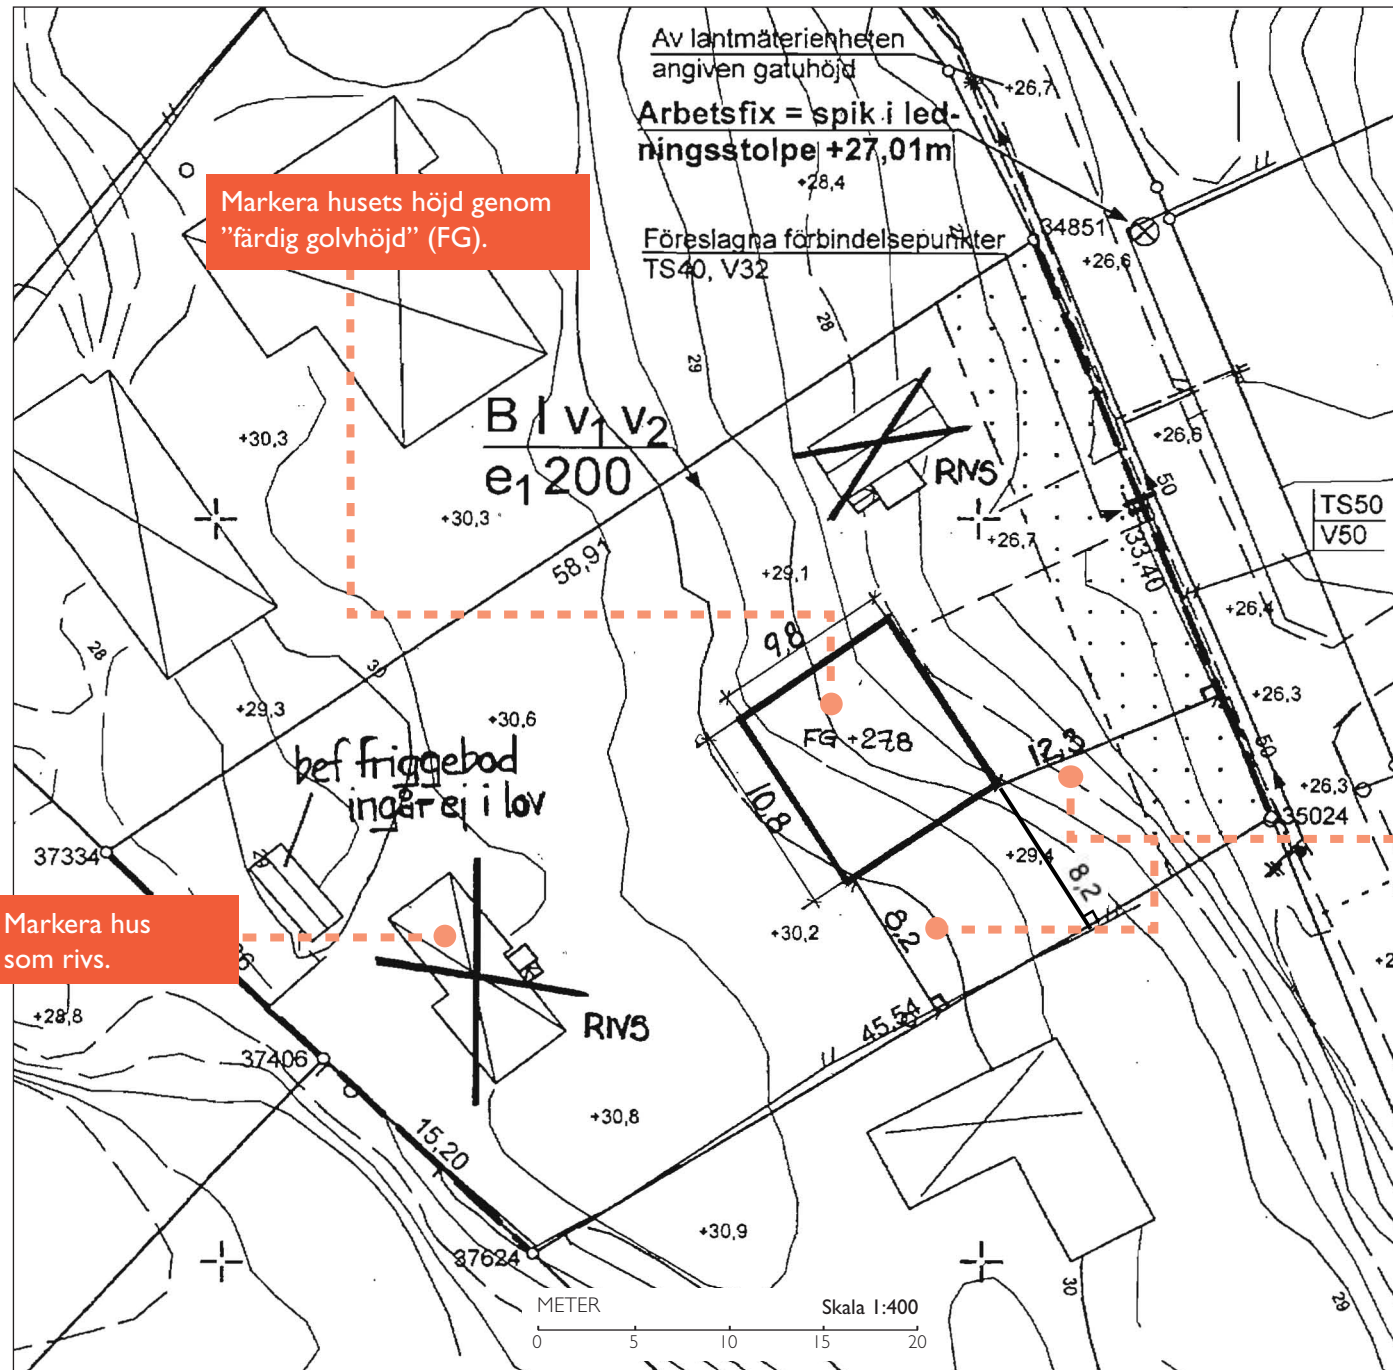 Av lantmäterienheten
angiven gatuhöjd
+26,7
Arbetsfix = spik i led-
ningsstolpe +27,01m
+28,4
Markera husets höjd genom
”färdig golvhöjd” (FG).
Föreslagna förbindelsepunkter
TS40, V32
34851
+26,6
27
28
29
B I v1 v2
e1 200
+30,3
+30,3
RIVS
+26,6
50
TS50
V50
+26,7
133,40
58,91
+29,1
+26,4
9,8
28
30
+29,3
+30,6
+26,3
FG +27,8
12,3
50
bef friggebod
ingår ej i lov
10,8
+26,3
35024
37334
29
+29,4
8,2
Markera hus
som rivs.
8,2
+30,2
+28,8
RIVS
45,54
37406
15,20
+30,8
+30,9
37624
30
29
METER
Skala 1:400
0 5 10 15 20